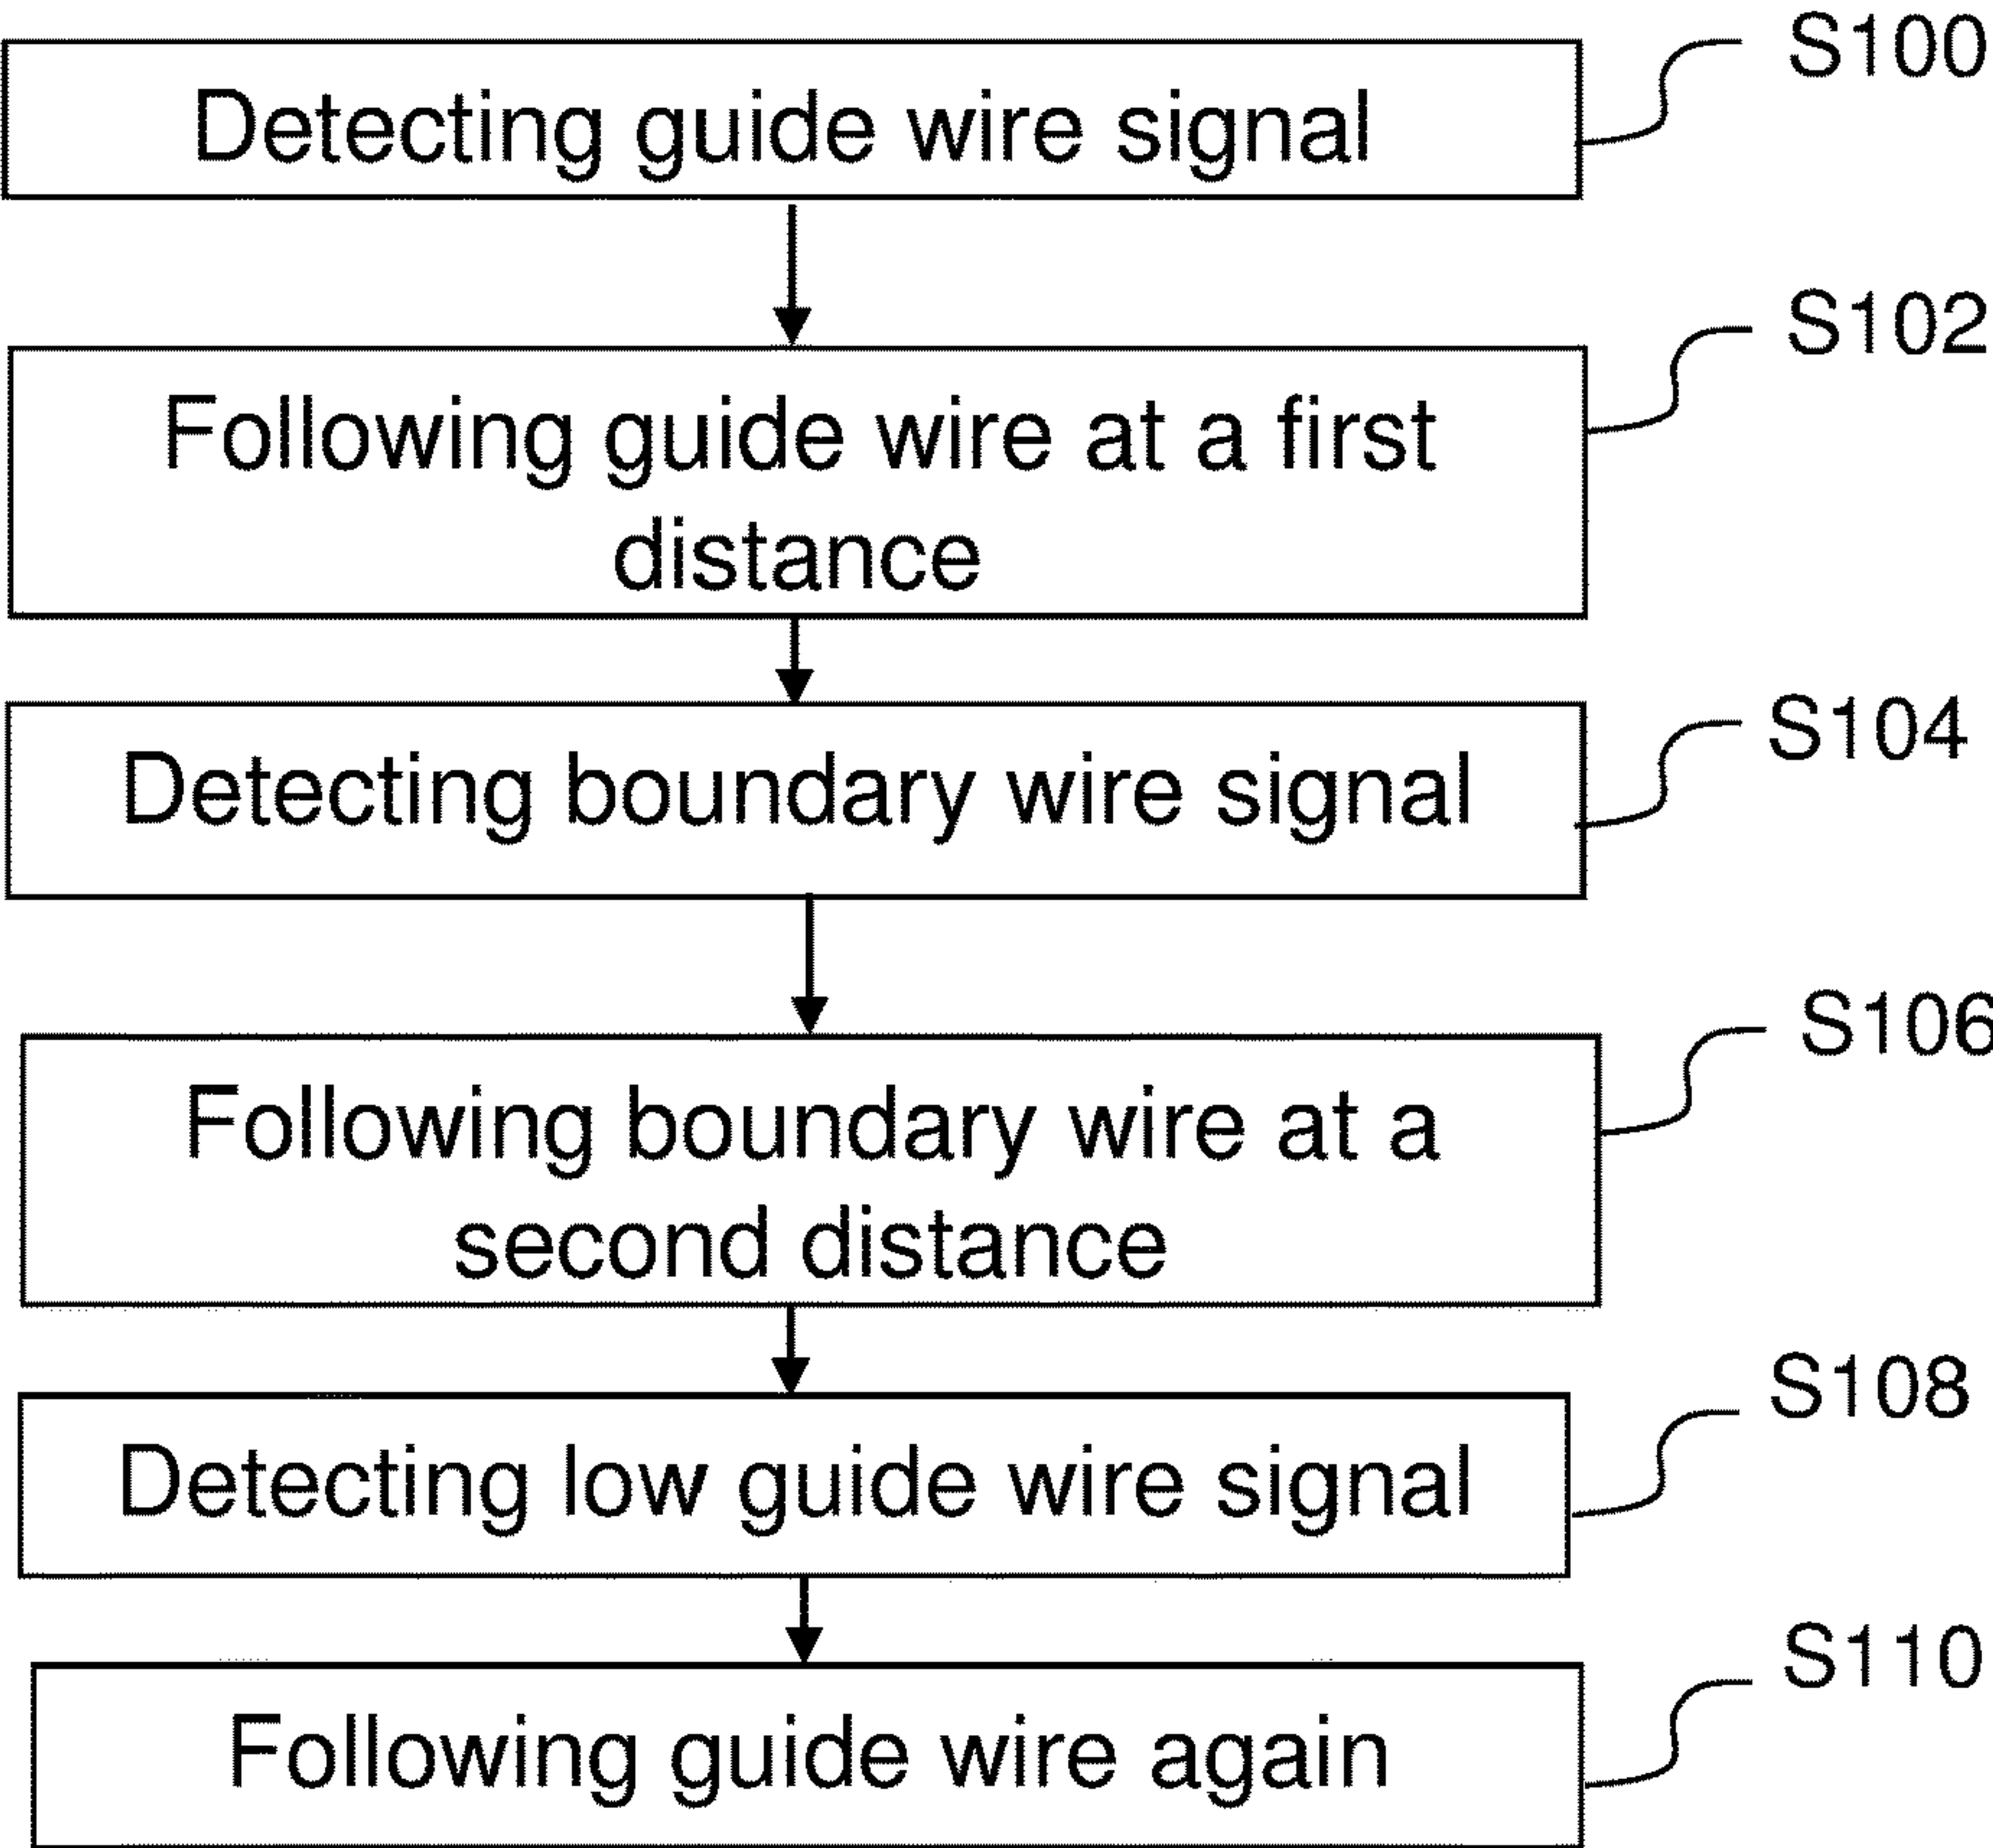 S100
Detecting guide wire signal
S102
Following guide wire at a first
distance
S104
Detecting boundary wire signal
S106
Following boundary wire at a
second distance
S108
Detecting low guide wire signal
S110
Following guide wire again